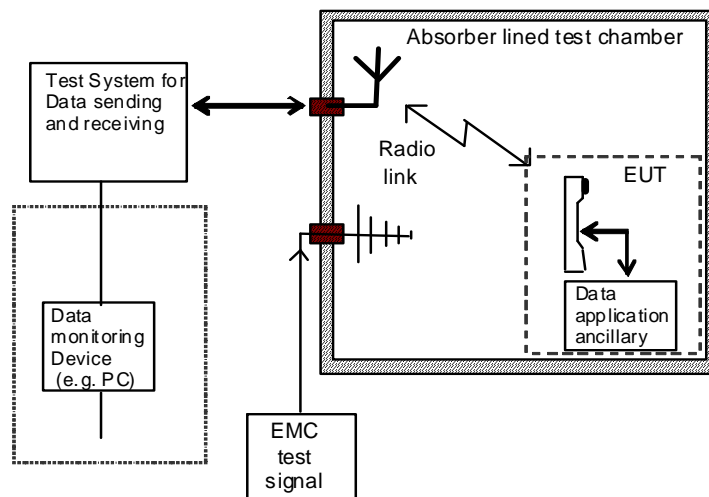 Absorber lined test chamber
Test System for
Data sending
and receiving
Radio
link
EUT
Data
application
ancillary
Data
monitoring
Device
(e.g. PC)
EMC
test
signal